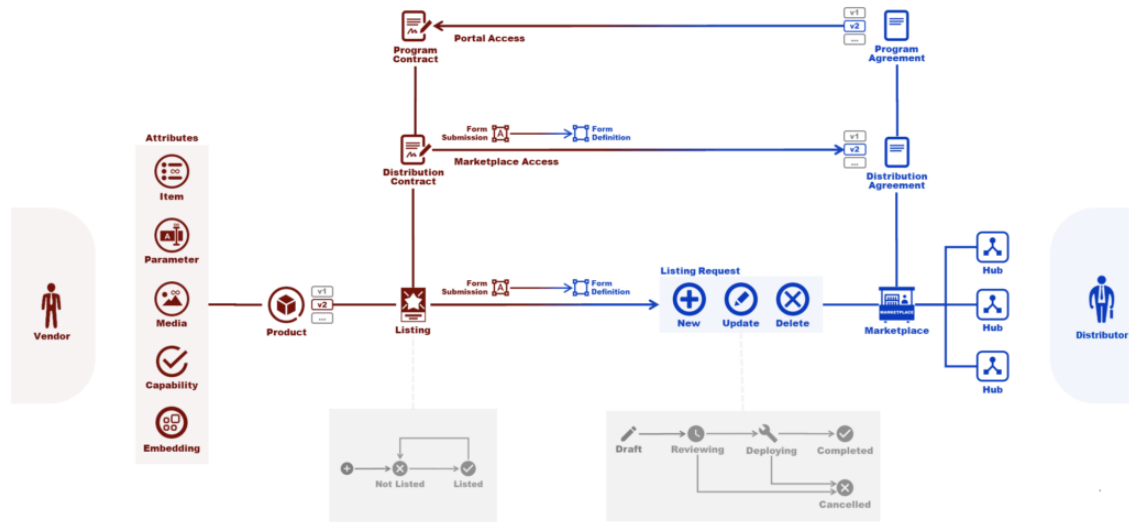 v1
v2
...
Portal Access
Program
Contract
Program
Agreement
Form
Submission
A
Form
Definition
v1
v2
...
Marketplace Access
Distribution
Contract
Distribution
Agreement
Attributes
Item
A
Parameter
Media
Capability
Embedding
Vendor
Product
v1
v2
...
Listing
Form
Submission
A
Form
Definition
Listing Request
New
Update
Delete
MARKETPLACE
Marketplace
Hub
Hub
Hub
Distributor
Not Listed
Listed
Draft
Reviewing
Deploying
Completed
Cancelled